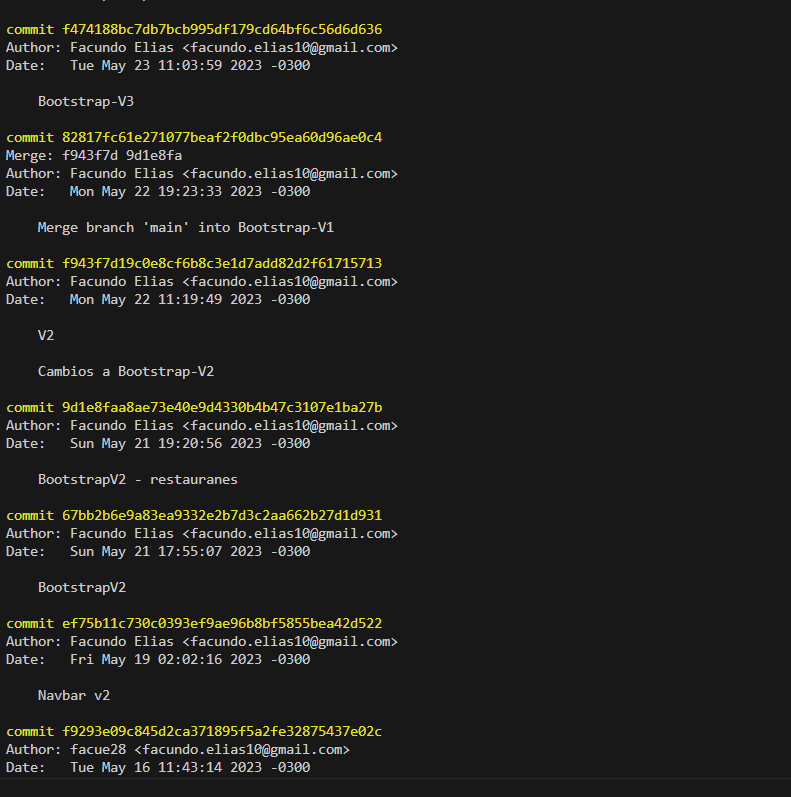 commit f474188bc7db7bcb995df179cd64bf6c56d6d636
Author: Facundo Elias <facundo.elias10@gmail.com>
Date:   Tue May 23 11:03:59 2023 -0300
    Bootstrap-V3
commit 82817fc61e271077beaf2f0dbc95ea60d96ae0c4
Merge: f943f7d 9d1e8fa
Author: Facundo Elias <facundo.elias10@gmail.com>
Date:   Mon May 22 19:23:33 2023 -0300
    Merge branch 'main' into Bootstrap-V1
commit f943f7d19c0e8cf6b8c3e1d7add82d2f61715713
Author: Facundo Elias <facundo.elias10@gmail.com>
Date:   Mon May 22 11:19:49 2023 -0300
    V2
    Cambios a Bootstrap-V2
commit 9d1e8faa8ae73e40e9d4330b4b47c3107e1ba27b
Author: Facundo Elias <facundo.elias10@gmail.com>
Date:   Sun May 21 19:20:56 2023 -0300
    BootstrapV2 - restauranes
commit 67bb2b6e9a83ea9332e2b7d3c2aa662b27d1d931
Author: Facundo Elias <facundo.elias10@gmail.com>
Date:   Sun May 21 17:55:07 2023 -0300
    BootstrapV2
commit ef75b11c730c0393ef9ae96b8bf5855bea42d522
Author: Facundo Elias <facundo.elias10@gmail.com>
Date:   Fri May 19 02:02:16 2023 -0300
    Navbar v2
commit f9293e09c845d2ca371895f5a2fe32875437e02c
Author: facue28 <facundo.elias10@gmail.com>
Date:   Tue May 16 11:43:14 2023 -0300